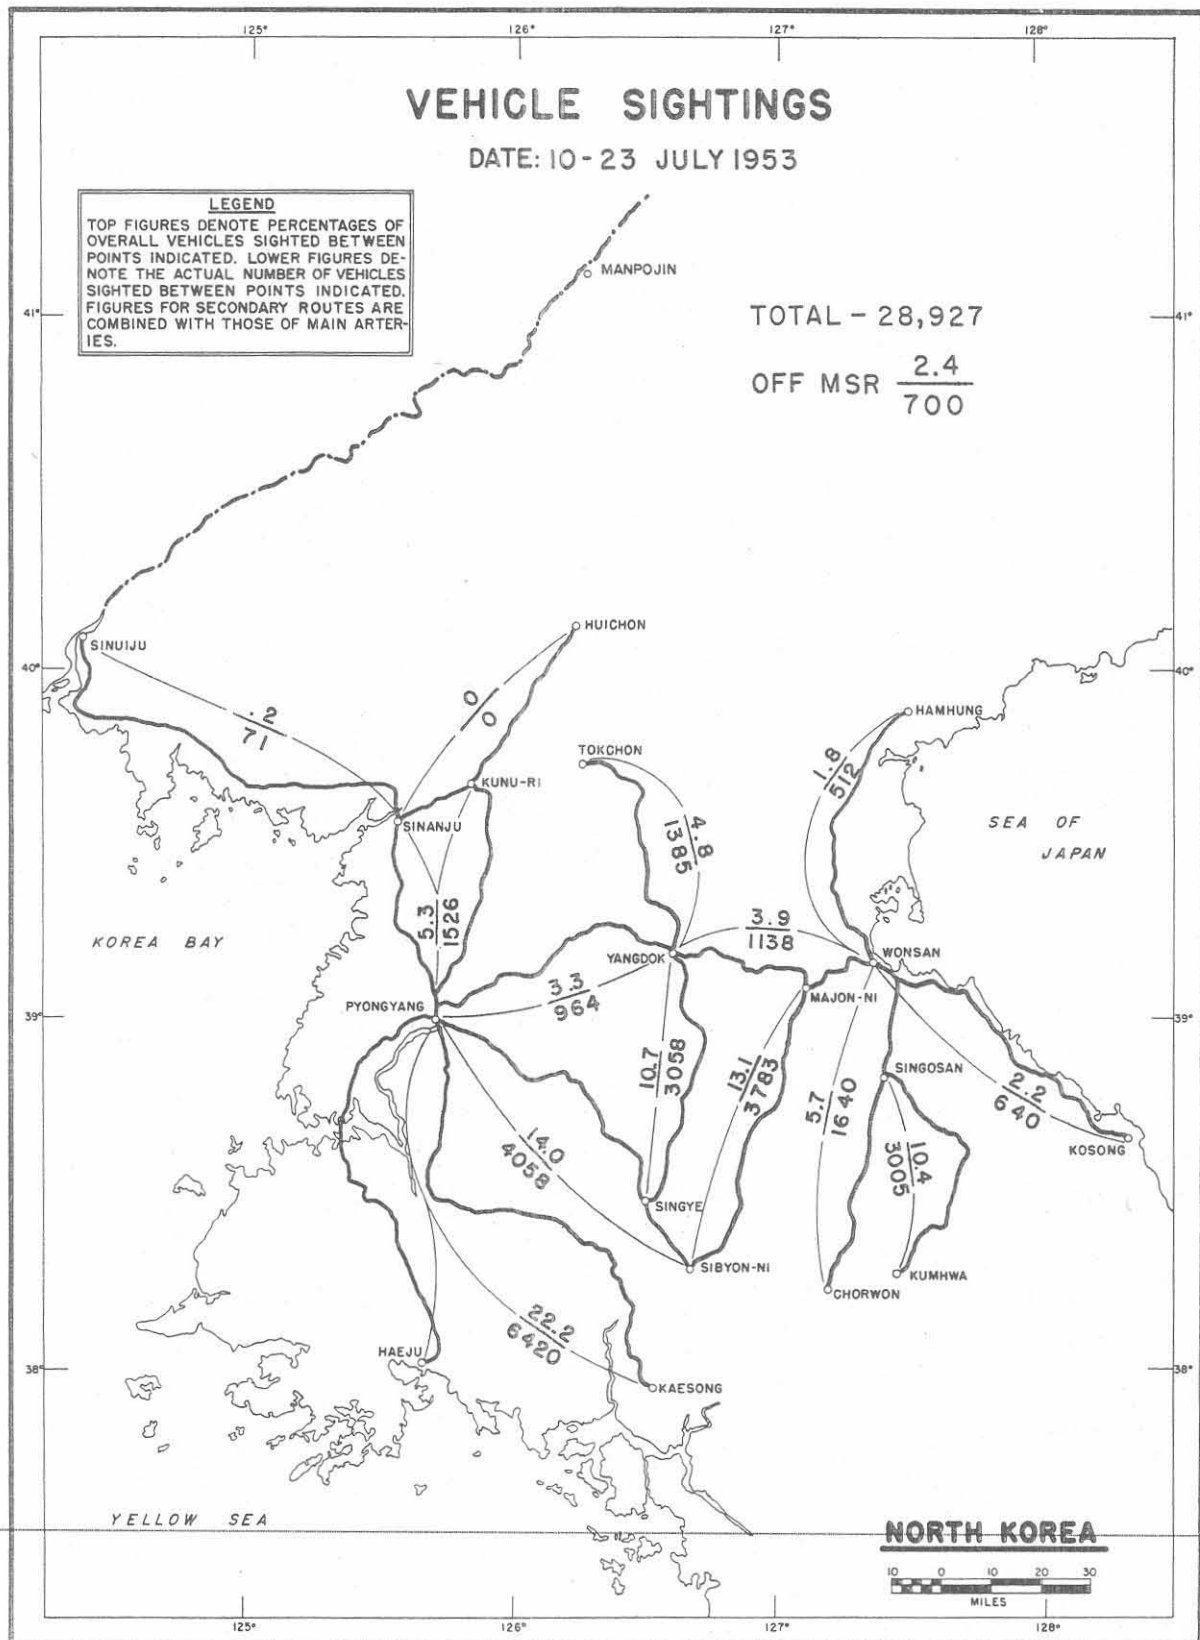 125° 126° 127° 128°
VEHICLE SIGHTINGS
DATE: 10-23 JULY 1953
LEGEND
TOP FIGURES DENOTE PERCENTAGES OF
OVERALL VEHICLES SIGHTED BETWEEN
POINTS INDICATED. LOWER FIGURES DE-
NOTE THE ACTUAL NUMBER OF VEHICLES
SIGHTED BETWEEN POINTS INDICATED.
FIGURES FOR SECONDARY ROUTES ARE
COMBINED WITH THOSE OF MAIN ARTER-
IES.
MANPOJIN
41° 41°
TOTAL - 28,927
OFF MSR 2.4
700
HUICHON
SINUIJU
40° 40°
.2
71
0
0
HAMHUNG
TOKCHON
1.8
512
KUNU-RI
SINANJU
4.8
1385
SEA OF
JAPAN
5.3
1526
3.9
1138
KOREA BAY
YANGDOK
WONSAN
3.3
964
MAJON-NI
PYONGYANG
39° 39°
10.7
3058
13.1
3783
5.7
1640
SINGOSAN
2.2
640
14.0
4058
10.4
3005
KOSONG
SINGYE
SIBYON-NI
KUMHWA
CHORWON
22.2
6420
HAEJU
38° 38°
KAESONG
YELLOW SEA
NORTH KOREA
10 0 10 20 30
MILES
125° 126° 127° 128°